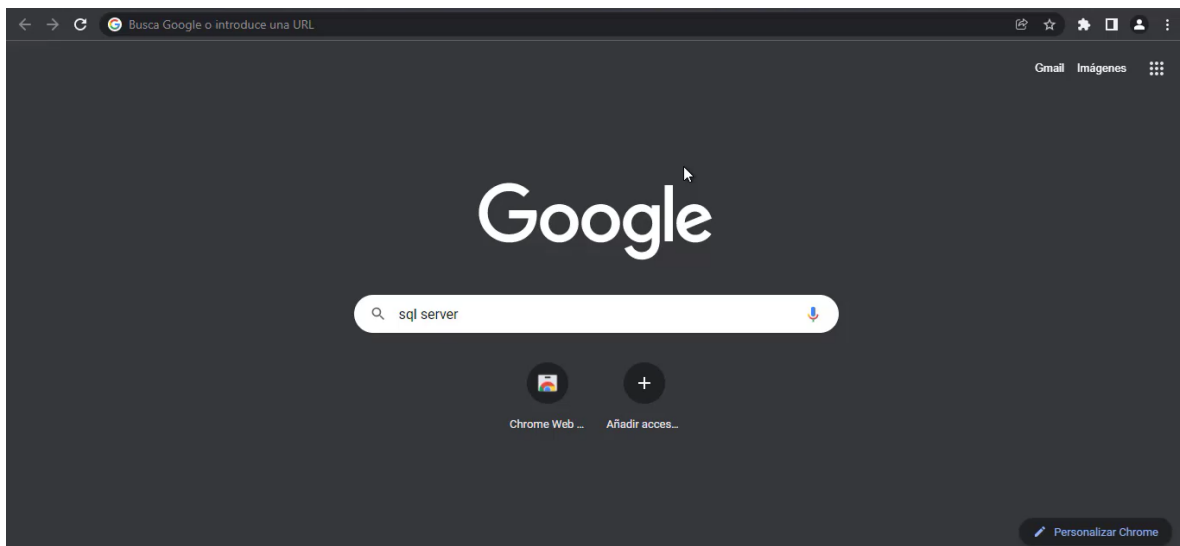 Busca Google o introduce una URL
Gmail Imágenes
Google
sql server
Chrome Web ... Añadir acces...
Personalizar Chrome